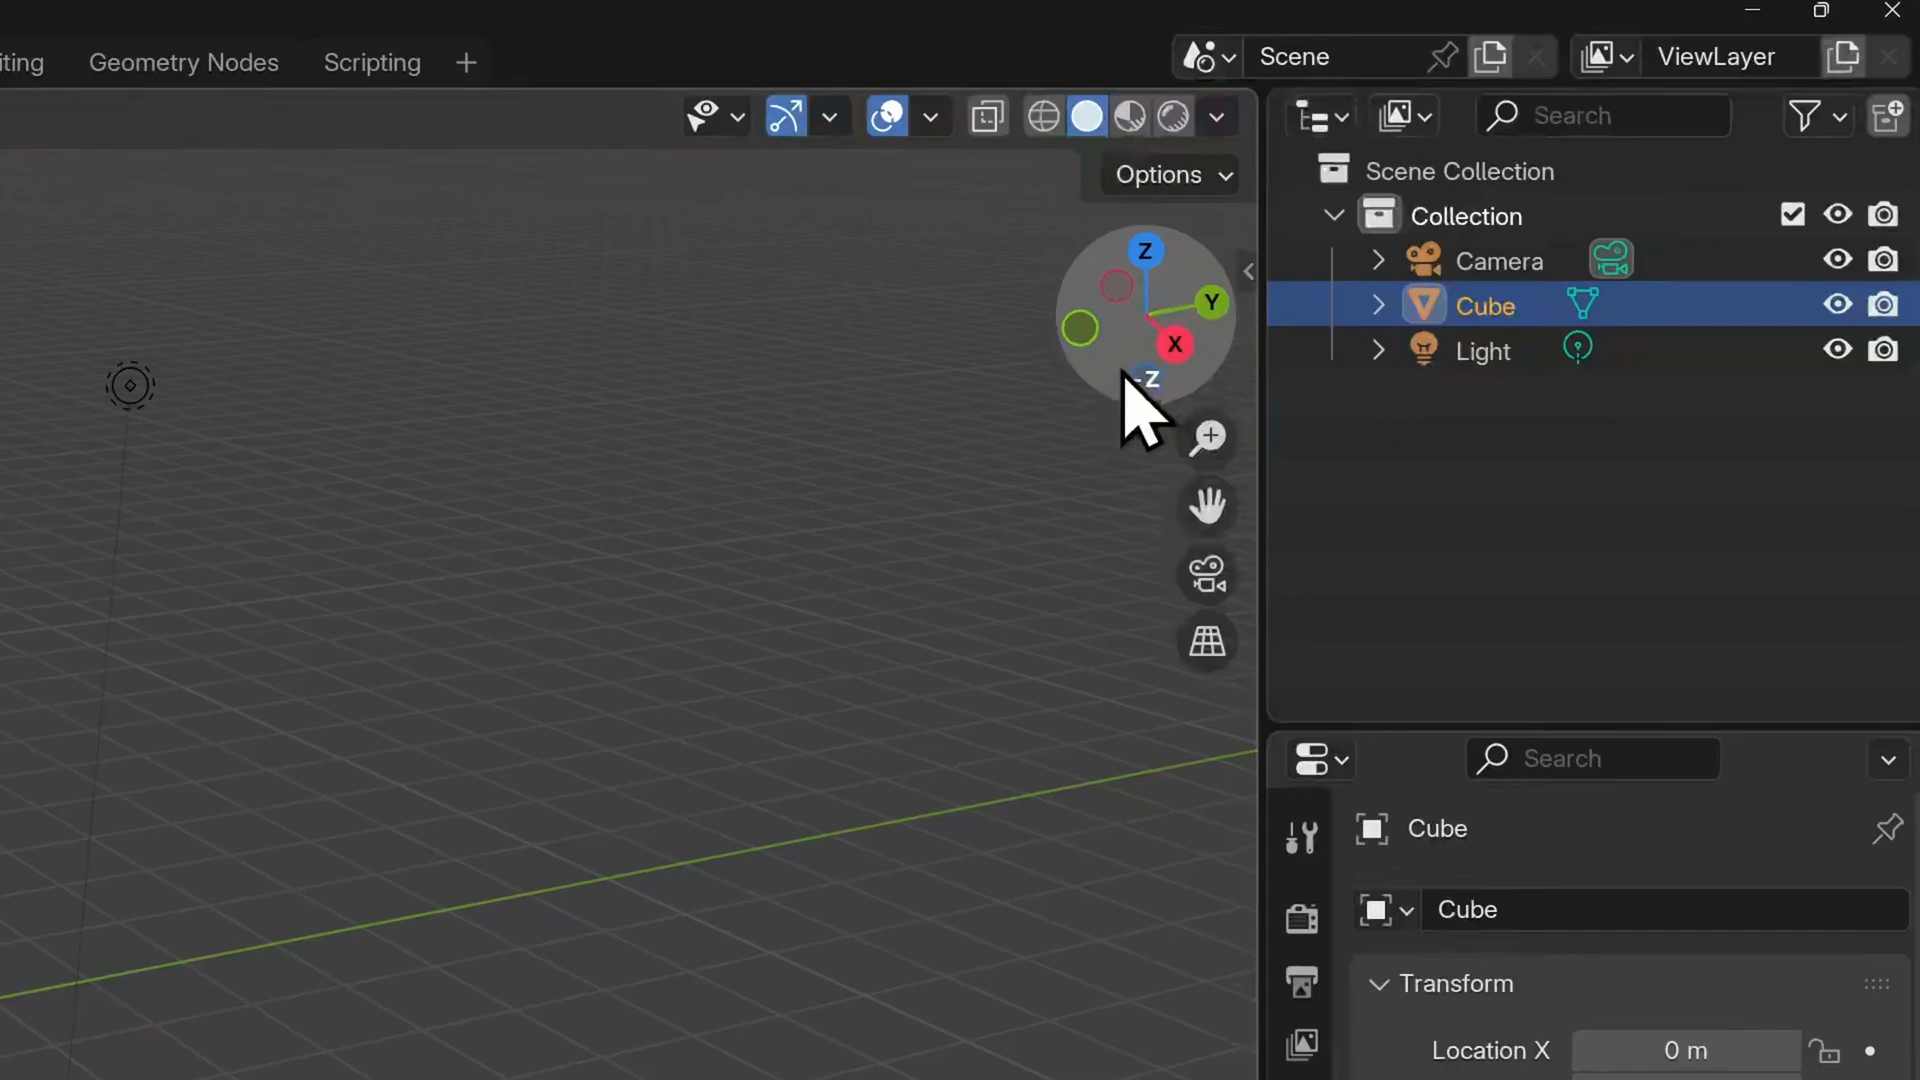 iting
Geometry Nodes
Scripting
Scene
ViewLayer
Search
Options
Scene Collection
Collection
Camera
Cube
Light
Z
Y
X
-Z
Search
Cube
Cube
Transform
Location X
0 m